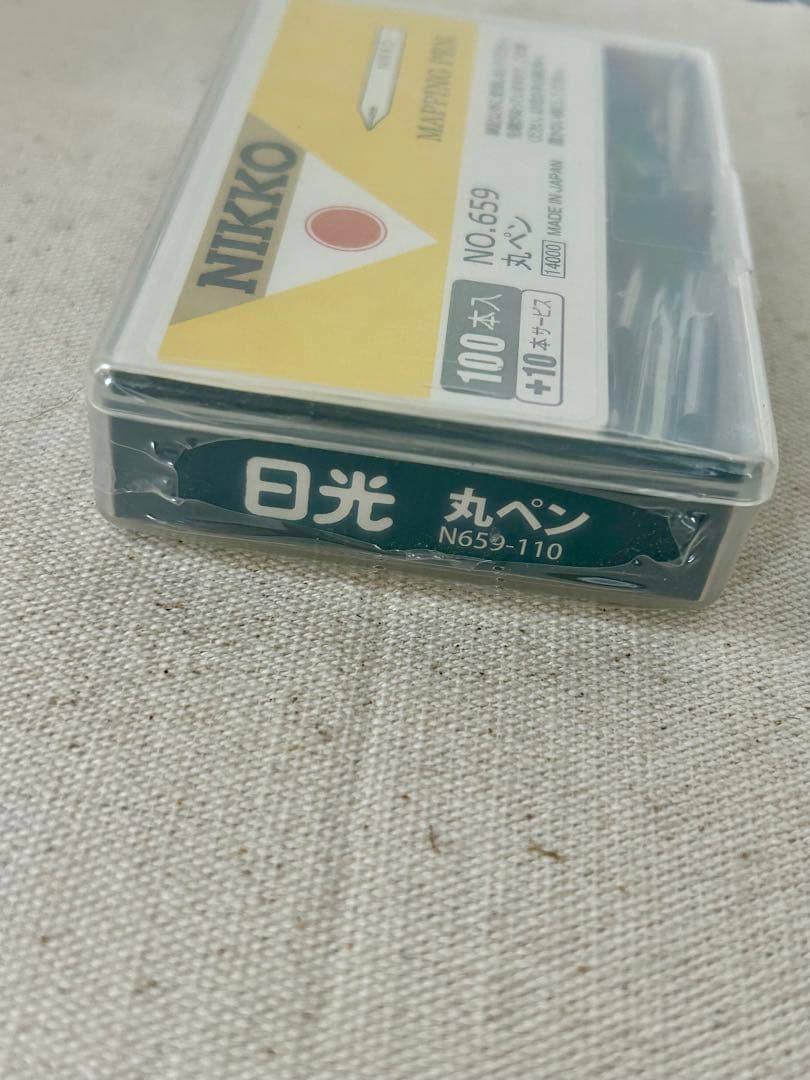 NIKKO
MAPPING PEN
NO.659
丸ペン
14000 MADE IN JAPAN
100本入
+10本サービス
日光 丸ペン
N659-110